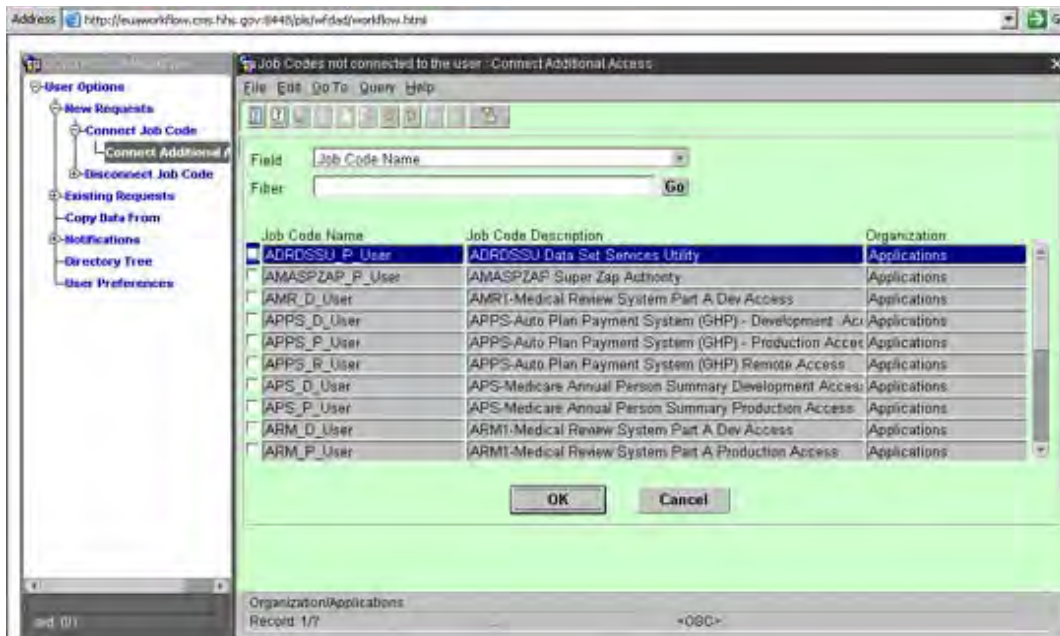 Address http://euaworkflow.cms.hhs.gov:8448/pls/wfdad/workflow.html
Job Codes not connected to the user : Connect Additional Access
File Edit Go To Query Help
User Options
New Requests
Connect Job Code
Connect Additional A
Disconnect Job Code
Existing Requests
Copy Data From
Notifications
Directory Tree
User Preferences
Field Job Code Name
Filter Go
Job Code Name Job Code Description Organization
ADRDSSU_P_User ADRDSSU Data Set Services Utility Applications
AMASPZAP_P_User AMASPZAP Super Zap Authority Applications
AMR_D_User AMR1-Medical Review System Part A Dev Access Applications
APPS_D_User APPS-Auto Plan Payment System (GHP) - Development Acc Applications
APPS_P_User APPS-Auto Plan Payment System (GHP) - Production Acces Applications
APPS_R_User APPS-Auto Plan Payment System (GHP) Remote Access Applications
APS_D_User APS-Medicare Annual Person Summary Development Access Applications
APS_P_User APS-Medicare Annual Person Summary Production Access Applications
ARM_D_User ARM1-Medical Review System Part A Dev Access Applications
ARM_P_User ARM1-Medical Review System Part A Production Access Applications
OK Cancel
Organization/Applications
Record: 1/? ... <OSC>